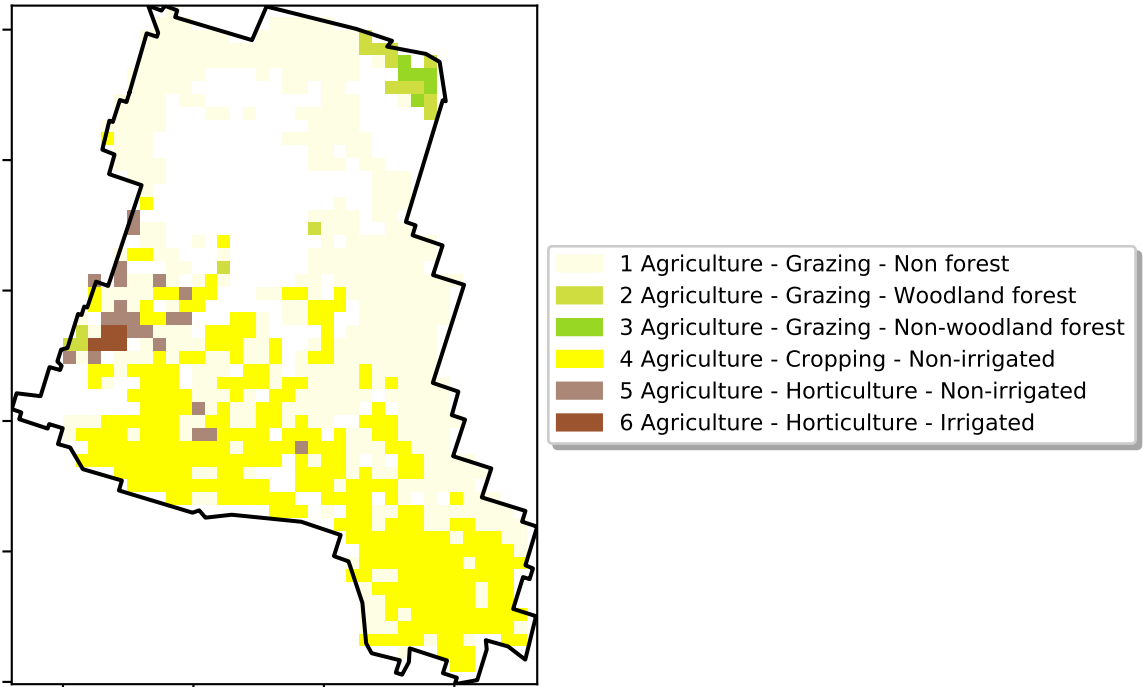 1 Agriculture - Grazing - Non forest
2 Agriculture - Grazing - Woodland forest
3 Agriculture - Grazing - Non-woodland forest
4 Agriculture - Cropping - Non-irrigated
5 Agriculture - Horticulture - Non-irrigated
6 Agriculture - Horticulture - Irrigated